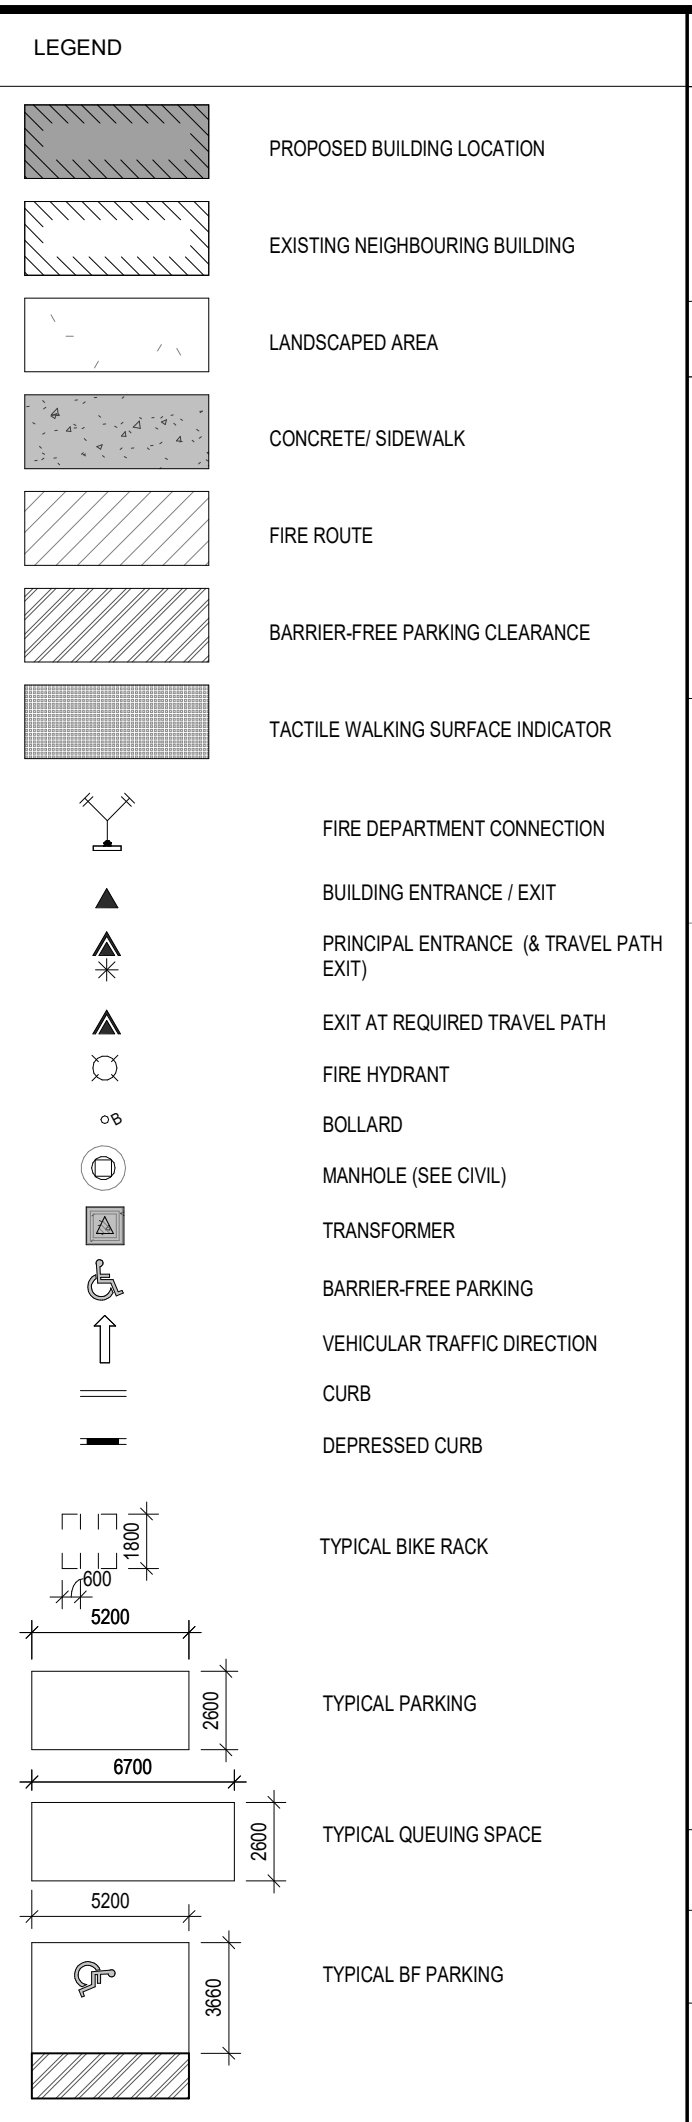 LEGEND
PROPOSED BUILDING LOCATION
EXISTING NEIGHBOURING BUILDING
LANDSCAPED AREA
CONCRETE/ SIDEWALK
FIRE ROUTE
BARRIER-FREE PARKING CLEARANCE
TACTILE WALKING SURFACE INDICATOR
FIRE DEPARTMENT CONNECTION
BUILDING ENTRANCE / EXIT
PRINCIPAL ENTRANCE (& TRAVEL PATH
EXIT)
EXIT AT REQUIRED TRAVEL PATH
FIRE HYDRANT
B
BOLLARD
MANHOLE (SEE CIVIL)
TRANSFORMER
BARRIER-FREE PARKING
VEHICULAR TRAFFIC DIRECTION
CURB
DEPRESSED CURB
1800
TYPICAL BIKE RACK
600
5200
2600
TYPICAL PARKING
6700
2600
TYPICAL QUEUING SPACE
5200
3660
TYPICAL BF PARKING